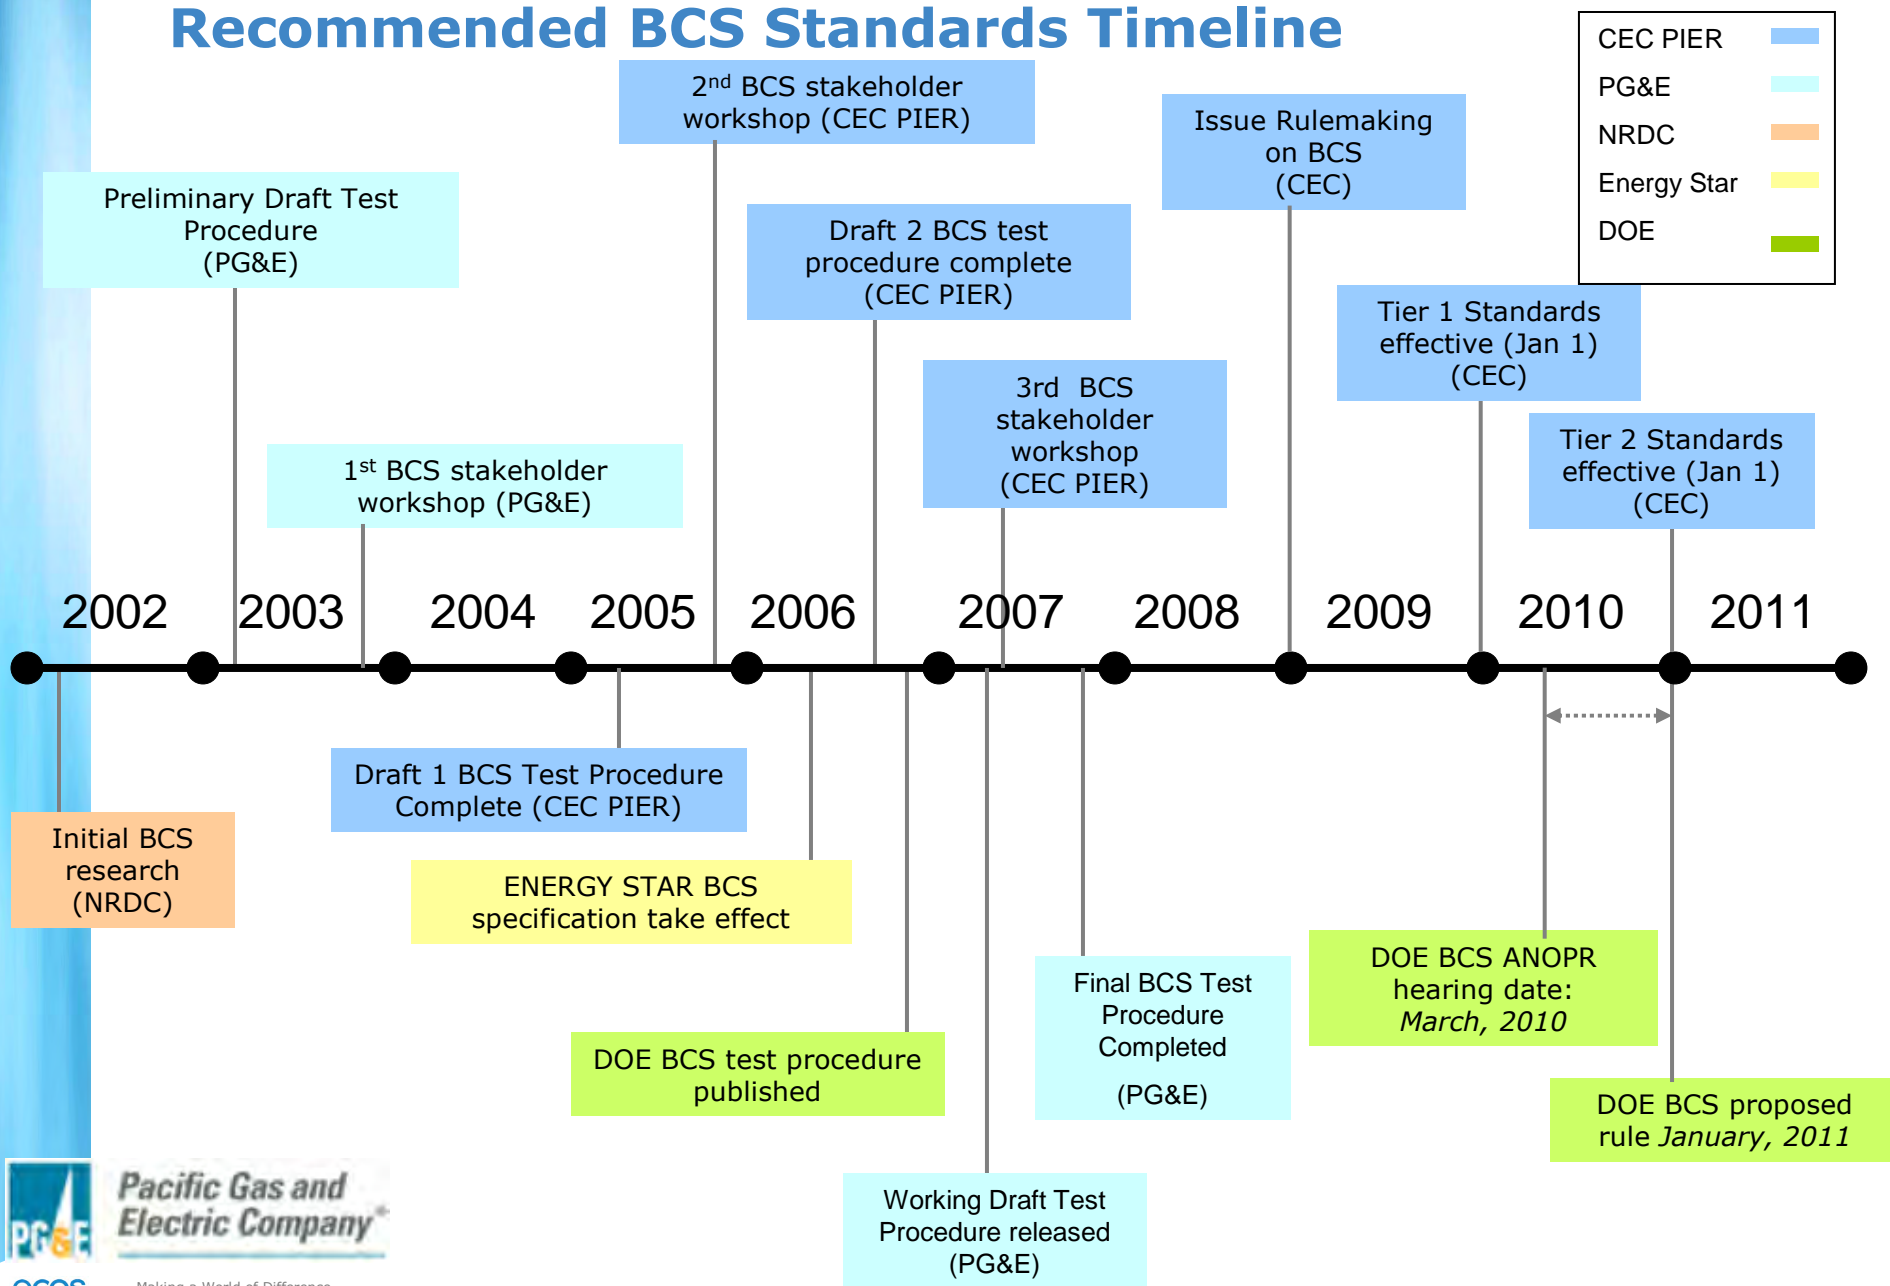 Recommended BCS Standards Timeline
CEC PIER
PG&E
NRDC
Energy Star
DOE
2nd BCS stakeholder
workshop (CEC PIER)
Issue Rulemaking
on BCS
(CEC)
Preliminary Draft Test
Procedure
(PG&E)
Draft 2 BCS test
procedure complete
(CEC PIER)
Tier 1 Standards
effective (Jan 1)
(CEC)
3rd BCS
stakeholder
workshop
(CEC PIER)
Tier 2 Standards
effective (Jan 1)
(CEC)
1st BCS stakeholder
workshop (PG&E)
2002 2003 2004 2005 2006 2007 2008 2009 2010 2011
Draft 1 BCS Test Procedure
Complete (CEC PIER)
Initial BCS
research
(NRDC)
ENERGY STAR BCS
specification take effect
DOE BCS ANOPR
hearing date:
March, 2010
Final BCS Test
Procedure
Completed
(PG&E)
DOE BCS test procedure
published
DOE BCS proposed
rule January, 2011
Working Draft Test
Procedure released
(PG&E)
PG&E
Pacific Gas and
Electric Company®
ecos
Making a World of Difference